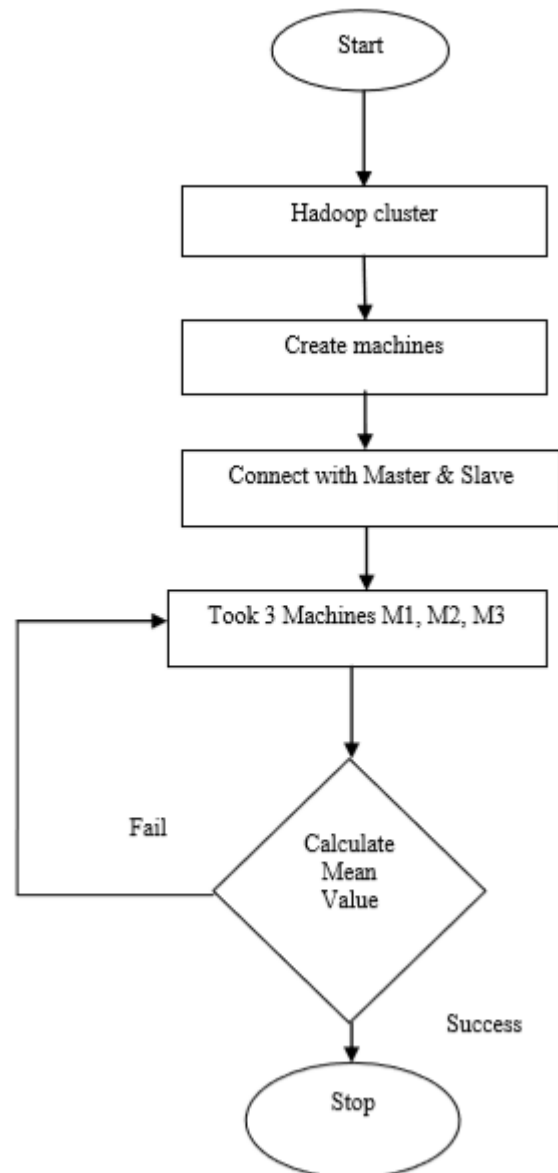 Start
Hadoop cluster
Create machines
Connect with Master & Slave
Took 3 Machines M1, M2, M3
Fail
Calculate
Mean
Value
Success
Stop